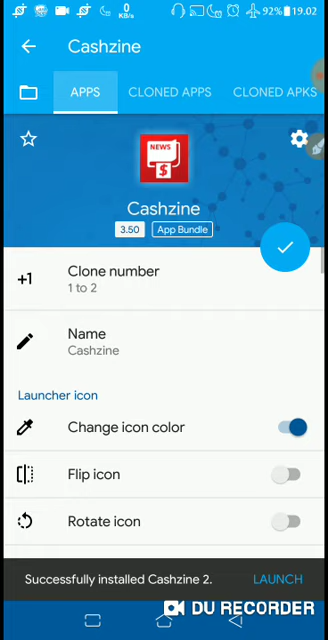 0 KB/s 92% 19.02
Cashzine
APPS CLONED APPS CLONED APKS
NEWS
$
Cashzine
3.50 App Bundle
+1 Clone number
1 to 2
Name
Cashzine
Launcher icon
Change icon color
Flip icon
Rotate icon
Successfully installed Cashzine 2. LAUNCH
DU RECORDER